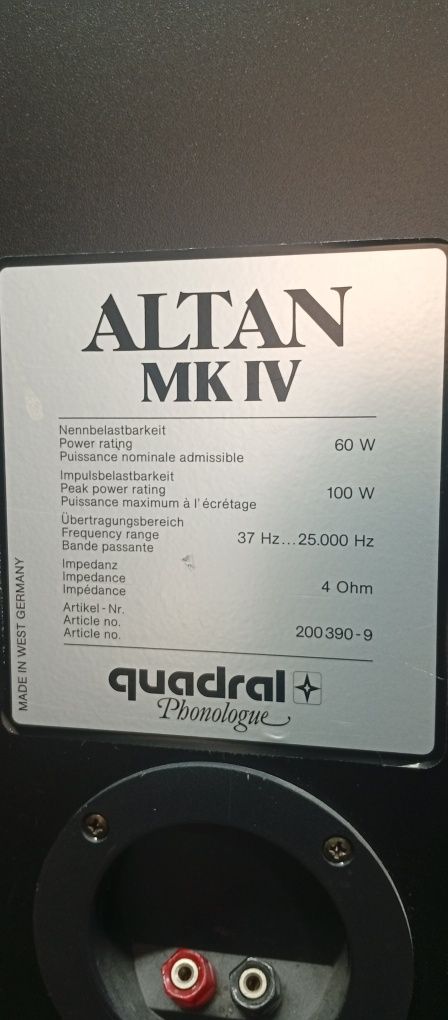 ALTAN
MK IV
Nennbelastbarkeit
Power rating 60 W
Puissance nominale admissible
Impulsbelastbarkeit
Peak power rating 100 W
Puissance maximum à l'écrétage
Übertragungsbereich
Frequency range 37 Hz...25.000 Hz
Bande passante
Impedanz
Impedance 4 Ohm
Impédance
Artikel-Nr.
Article no.
Article no. 200390-9
MADE IN WEST GERMANY
quadral
Phonologue